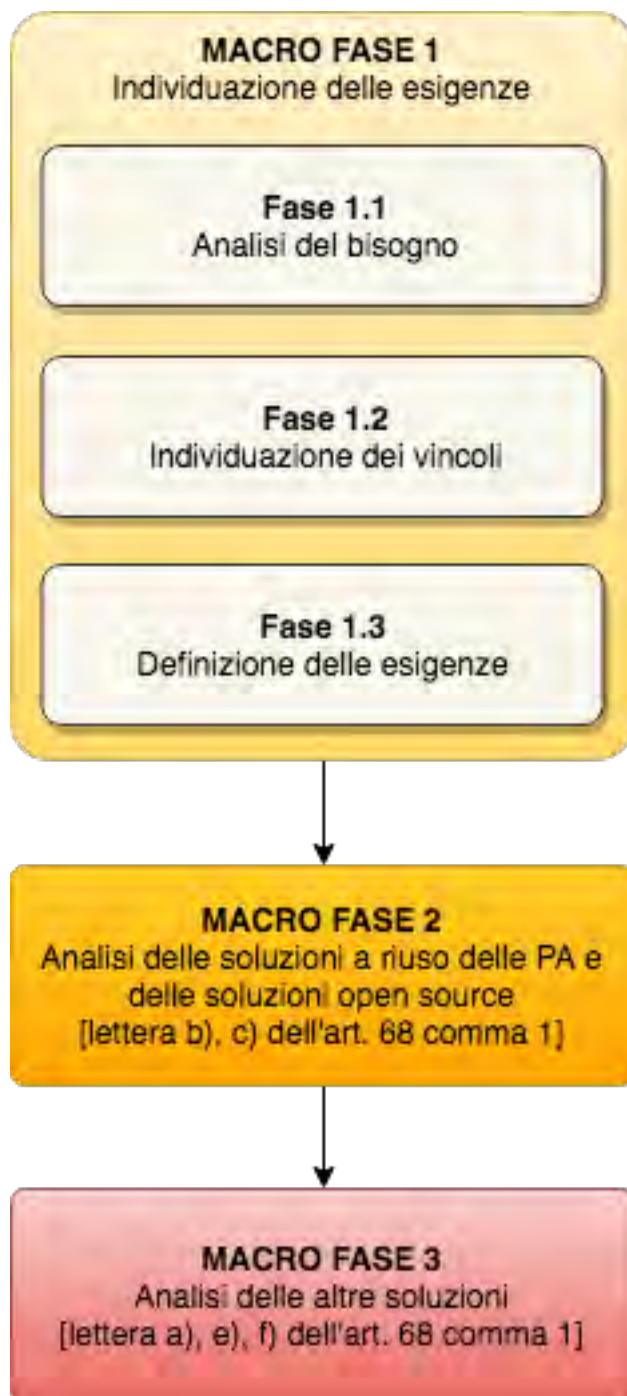 MACRO FASE 1
Individuazione delle esigenze
Fase 1.1
Analisi del bisogno
Fase 1.2
Individuazione dei vincoli
Fase 1.3
Definizione delle esigenze
MACRO FASE 2
Analisi delle soluzioni a riuso delle PA e
delle soluzioni open source
[lettera b), c) dell'art. 68 comma 1]
MACRO FASE 3
Analisi delle altre soluzioni
[lettera a), e), f) dell'art. 68 comma 1]